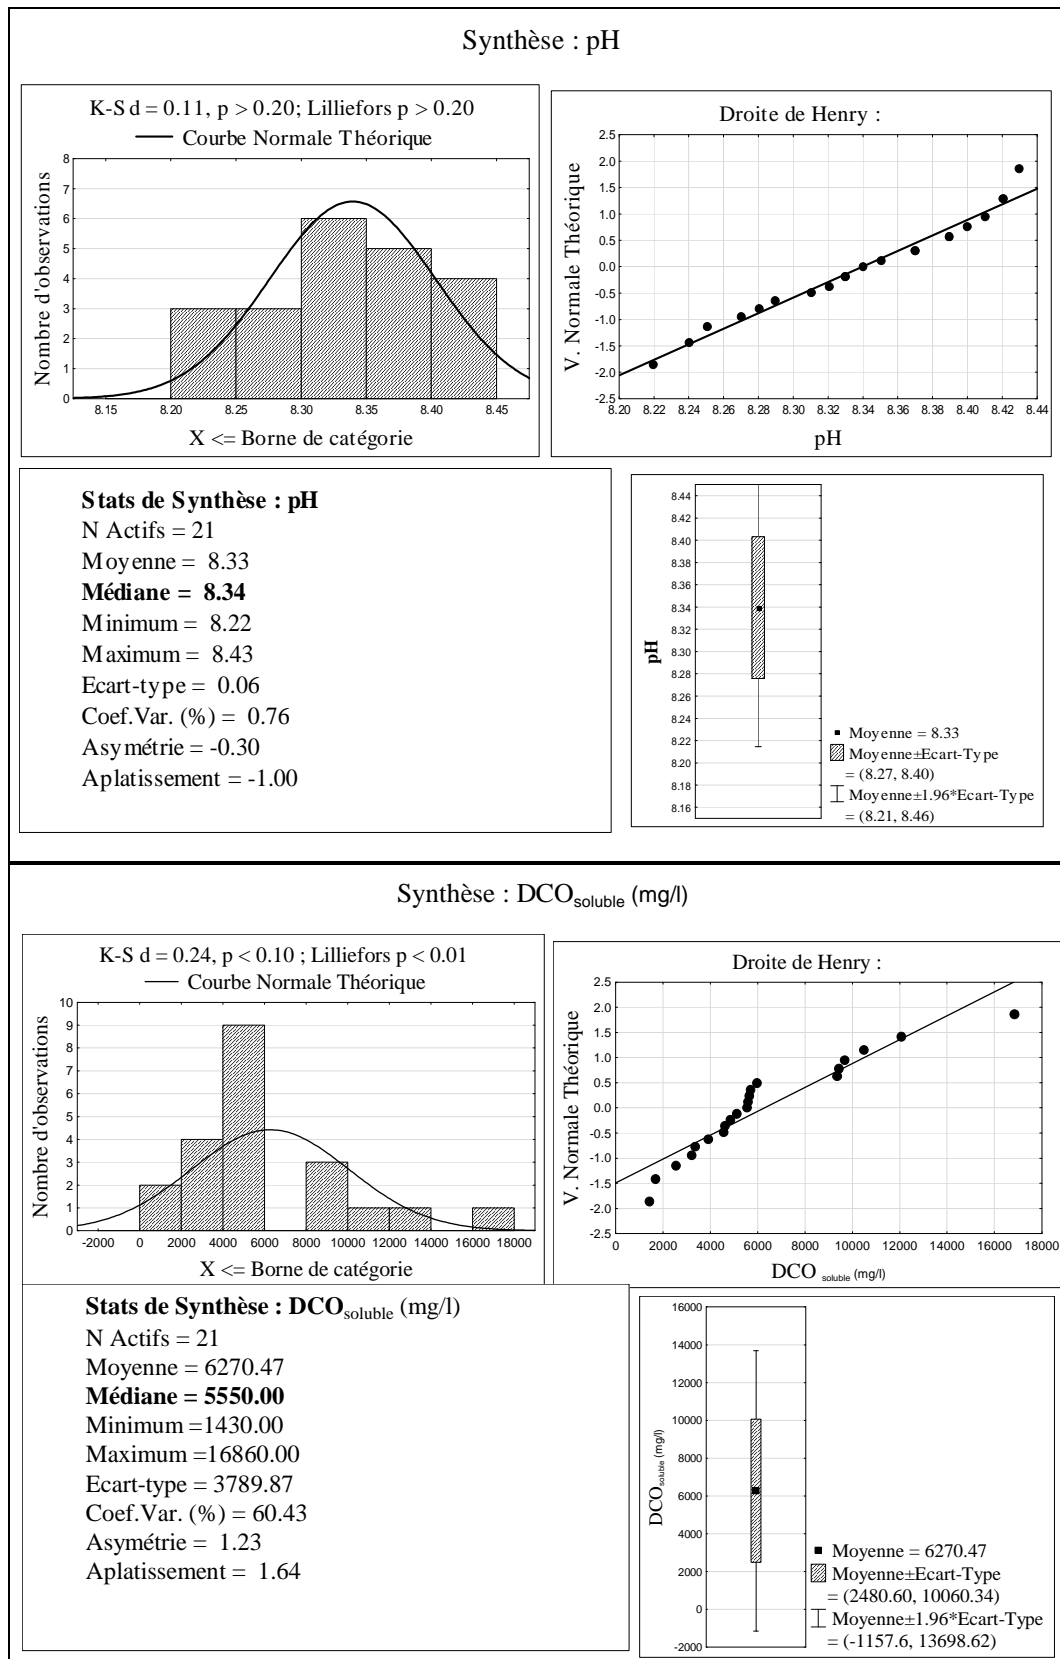 Synthèse : pH
K-S d = 0.11, p > 0.20; Lilliefors p > 0.20
Courbe Normale Théorique
Nombre d'observations
8
7
6
5
4
3
2
1
0
8.15 8.20 8.25 8.30 8.35 8.40 8.45
X <= Borne de catégorie
Droite de Henry :
V. Normale Théorique
2.5
2.0
1.5
1.0
0.5
0.0
-0.5
-1.0
-1.5
-2.0
-2.5
8.20 8.22 8.24 8.26 8.28 8.30 8.32 8.34 8.36 8.38 8.40 8.42 8.44
pH
Stats de Synthèse : pH
N Actifs = 21
Moyenne = 8.33
Médiane = 8.34
Minimum = 8.22
Maximum = 8.43
Ecart-type = 0.06
Coef.Var. (%) = 0.76
Asymétrie = -0.30
Aplatissement = -1.00
pH
8.44
8.42
8.40
8.38
8.36
8.34
8.32
8.30
8.28
8.26
8.24
8.22
8.20
8.18
8.16
Moyenne = 8.33
Moyenne±Ecart-Type
= (8.27, 8.40)
Moyenne±1.96*Ecart-Type
= (8.21, 8.46)
Synthèse : DCOsoluble (mg/l)
K-S d = 0.24, p < 0.10 ; Lilliefors p < 0.01
Courbe Normale Théorique
Nombre d'observations
10
9
8
7
6
5
4
3
2
1
0
-2000 0 2000 4000 6000 8000 10000 12000 14000 16000 18000
X <= Borne de catégorie
Droite de Henry :
V. Normale Théorique
2.5
2.0
1.5
1.0
0.5
0.0
-0.5
-1.0
-1.5
-2.0
-2.5
0 2000 4000 6000 8000 10000 12000 14000 16000 18000
DCO soluble (mg/l)
Stats de Synthèse : DCOsoluble (mg/l)
N Actifs = 21
Moyenne = 6270.47
Médiane = 5550.00
Minimum =1430.00
Maximum =16860.00
Ecart-type = 3789.87
Coef.Var. (%) = 60.43
Asymétrie = 1.23
Aplatissement = 1.64
DCOsoluble (mg/l)
16000
14000
12000
10000
8000
6000
4000
2000
0
-2000
Moyenne = 6270.47
Moyenne±Ecart-Type
= (2480.60, 10060.34)
Moyenne±1.96*Ecart-Type
= (-1157.6, 13698.62)